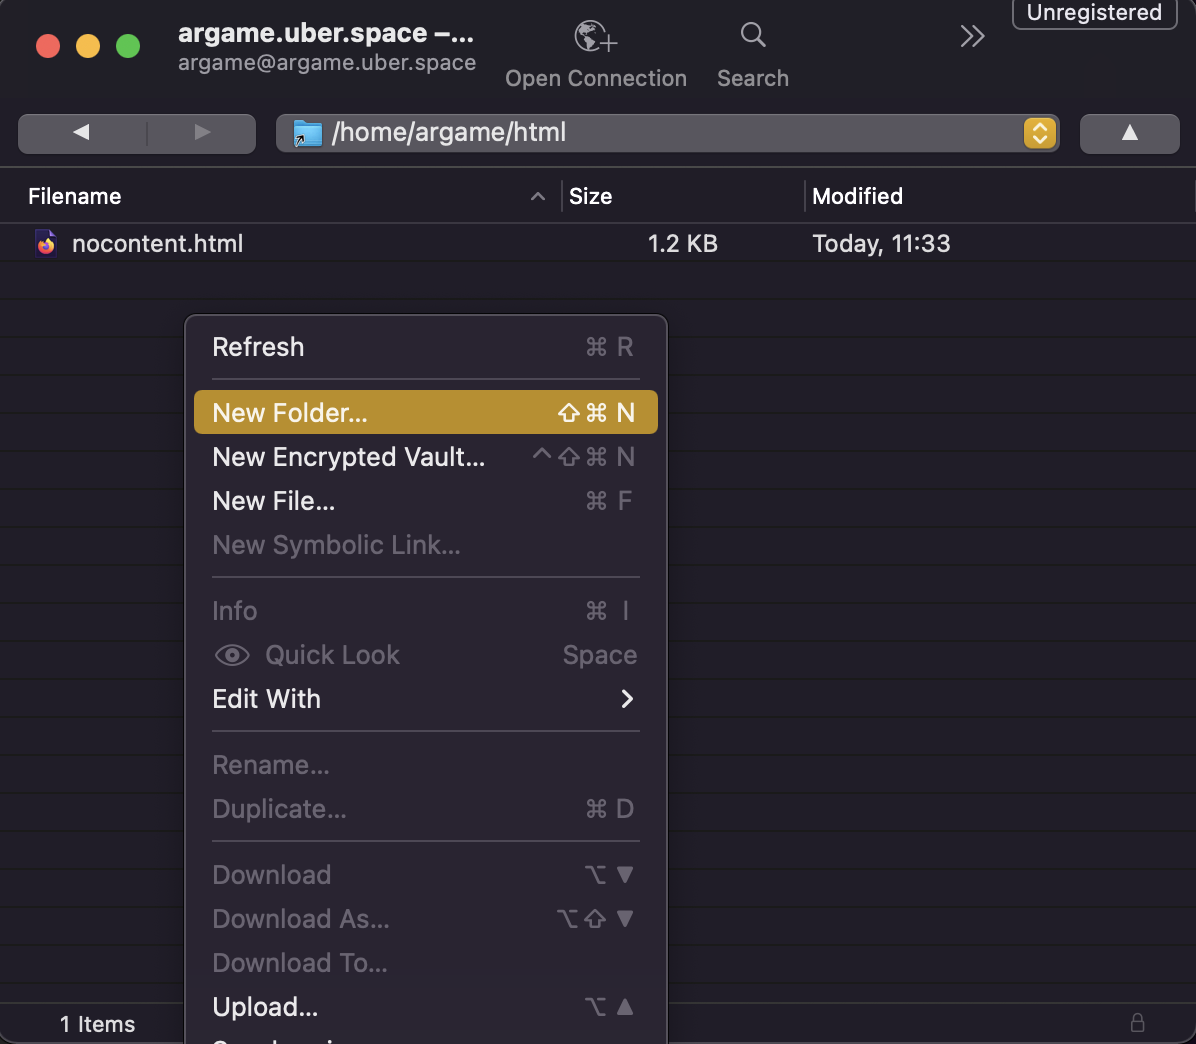 argame.uber.space –...
argame@argame.uber.space
Open Connection
Search
Unregistered
/home/argame/html
Filename
Size
Modified
nocontent.html
1.2 KB
Today, 11:33
Refresh ⌘ R
New Folder... ⇧⌘ N
New Encrypted Vault... ^⇧⌘ N
New File... ⌘ F
New Symbolic Link...
Info ⌘ I
Quick Look Space
Edit With
Rename...
Duplicate... ⌘ D
Download ⌥ ▼
Download As... ⌥⇧ ▼
Download To...
Upload... ⌥ ▲
1 Items